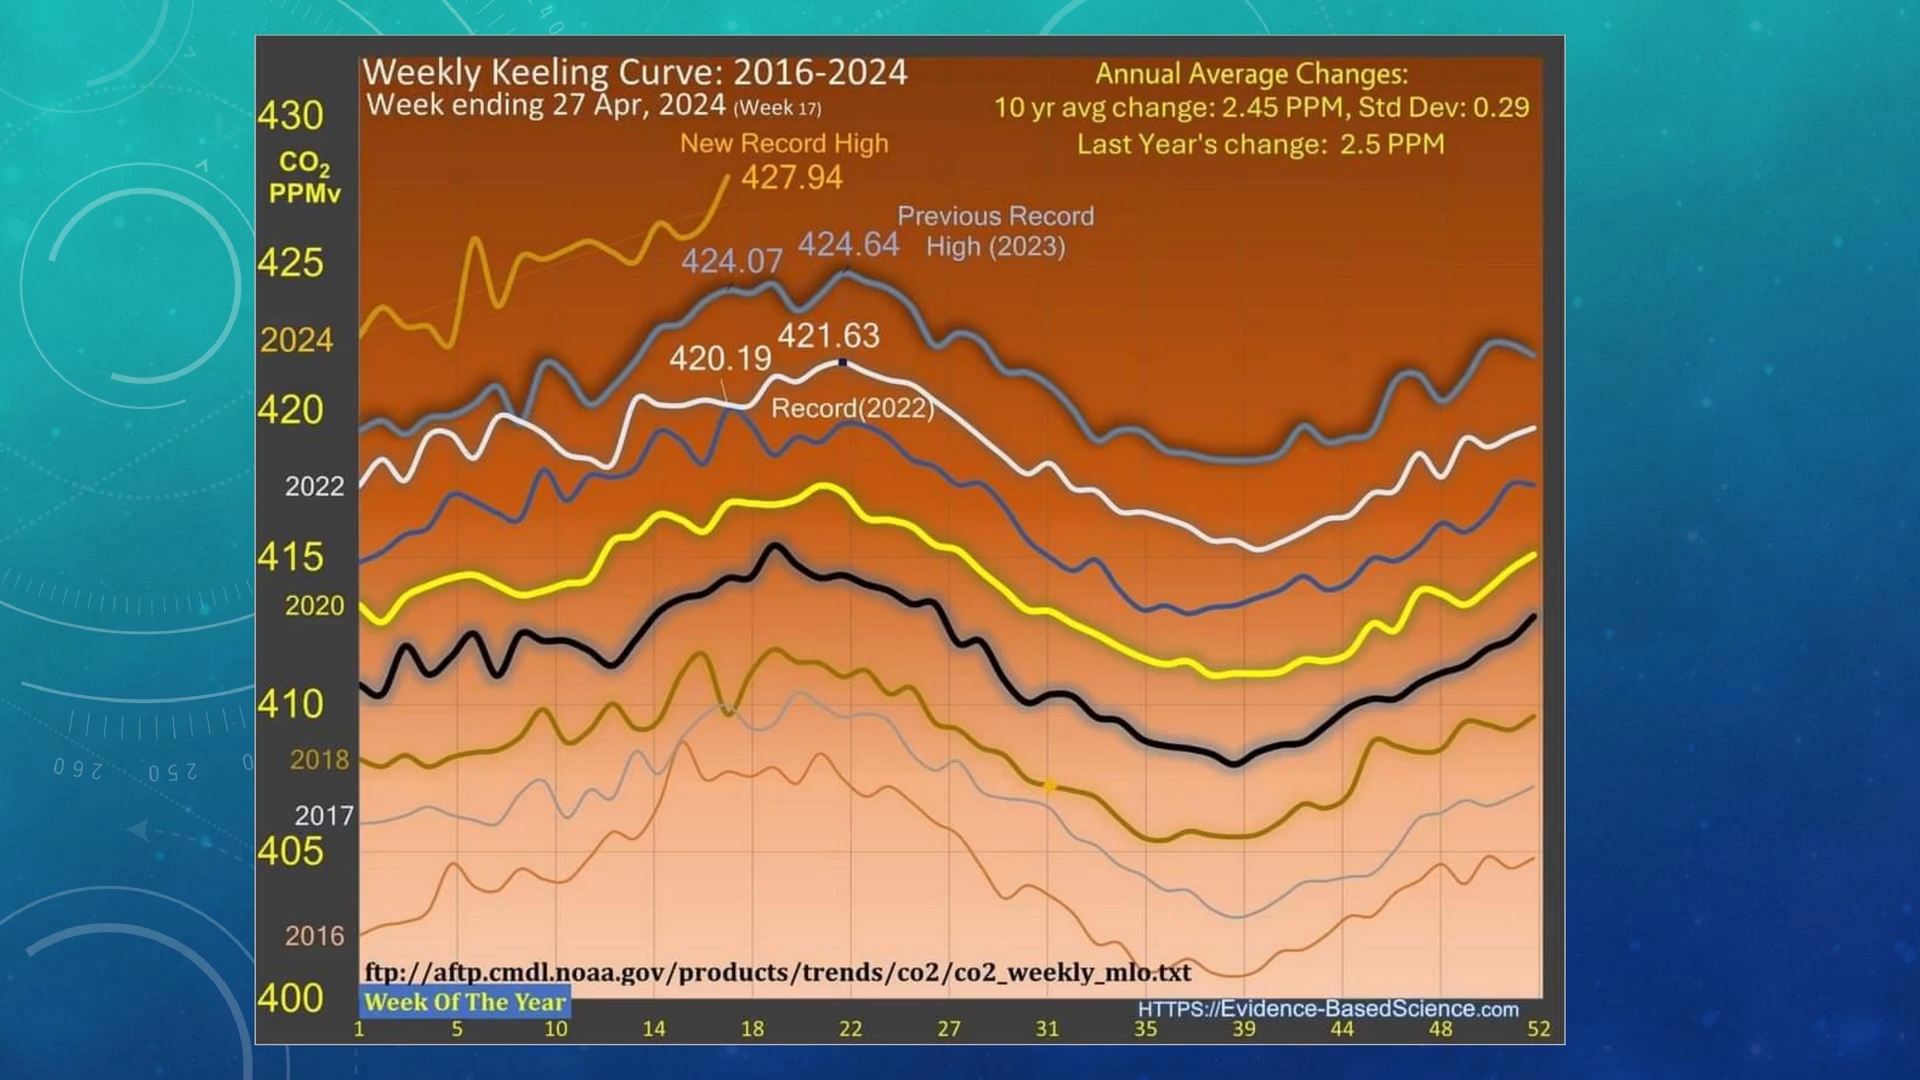 Weekly Keeling Curve: 2016-2024
Week ending 27 Apr, 2024 (Week 17)
Annual Average Changes:
10 yr avg change: 2.45 PPM, Std Dev: 0.29
Last Year's change: 2.5 PPM
430
CO2
PPMv
New Record High
427.94
Previous Record
High (2023)
424.07
424.64
425
2024
421.63
420.19
420
Record(2022)
2022
415
2020
410
2018
2017
405
2016
ftp://aftp.cmdl.noaa.gov/products/trends/co2/co2_weekly_mlo.txt
400
Week Of The Year
HTTPS://Evidence-BasedScience.com
1 5 10 14 18 22 27 31 35 39 44 48 52
40
260
250